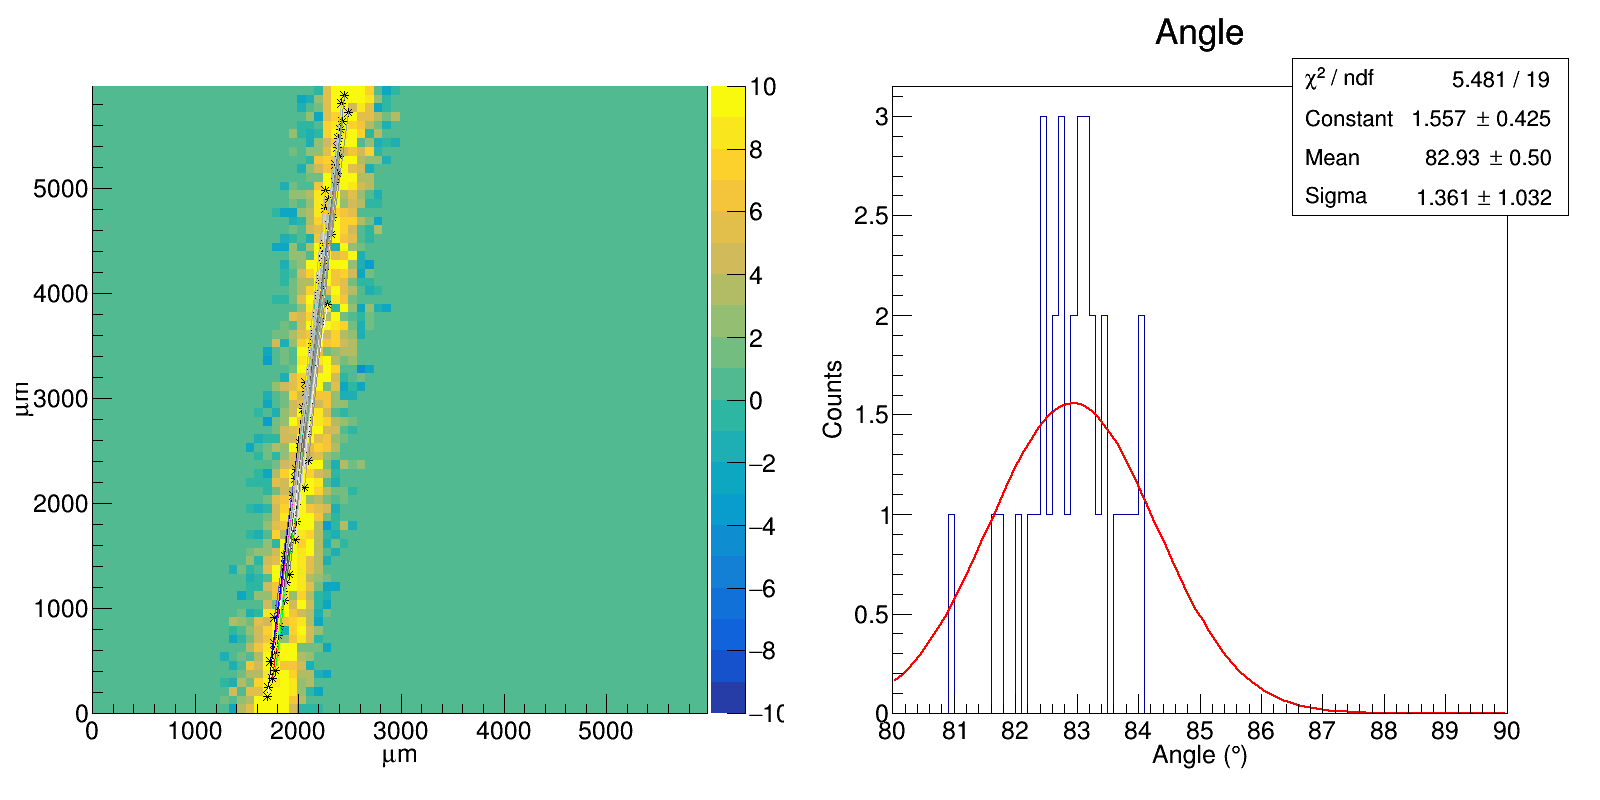 Angle
χ² / ndf 5.481 / 19
Constant 1.557 ± 0.425
Mean 82.93 ± 0.50
Sigma 1.361 ± 1.032
5000
4000
3000
2000
1000
0
μm
0 1000 2000 3000 4000 5000
μm
10
8
6
4
2
0
−2
−4
−6
−8
−10
3
2.5
2
1.5
1
0.5
0
Counts
80 81 82 83 84 85 86 87 88 89 90
Angle (°)